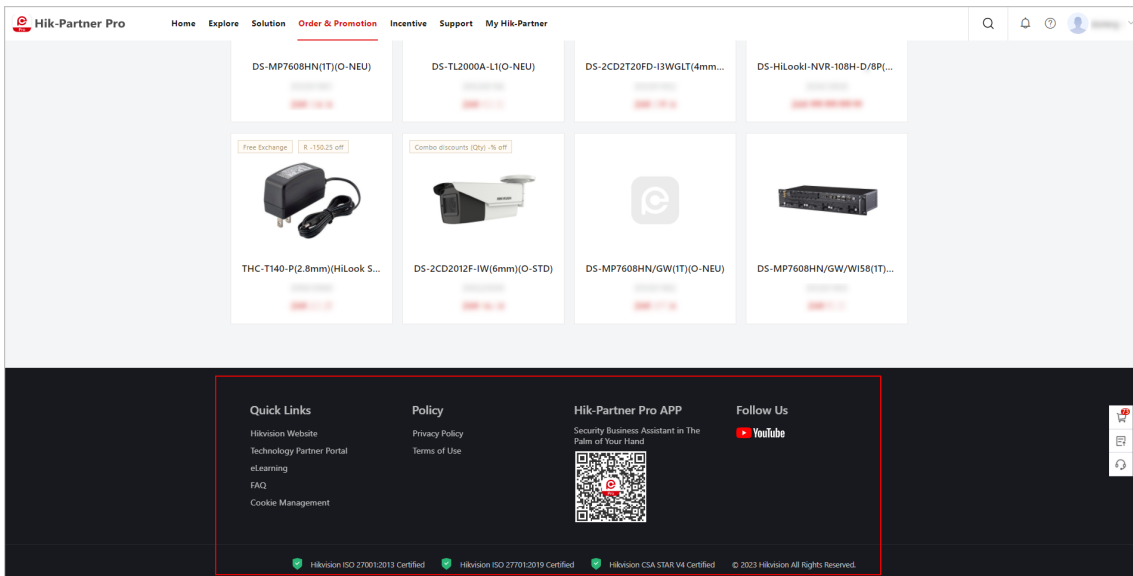 Hik-Partner Pro
Home Explore Solution Order & Promotion Incentive Support My Hik-Partner
DS-MP7608HN(1T)(O-NEU) DS-TL2000A-L1(O-NEU) DS-2CD2T20FD-I3WGLT(4mm... DS-HiLookI-NVR-108H-D/8P(...
Free Exchange R -150.25 off Combo discounts (Qty) -% off
THC-T140-P(2.8mm)(HiLook S... DS-2CD2012F-IW(6mm)(O-STD) DS-MP7608HN/GW(1T)(O-NEU) DS-MP7608HN/GW/WI58(1T)...
73
Quick Links
Hikvision Website
Technology Partner Portal
eLearning
FAQ
Cookie Management
Policy
Privacy Policy
Terms of Use
Hik-Partner Pro APP
Security Business Assistant in The
Palm of Your Hand
Pro
Follow Us
YouTube
Hikvision ISO 27001:2013 Certified Hikvision ISO 27701:2019 Certified Hikvision CSA STAR V4 Certified © 2023 Hikvision All Rights Reserved.